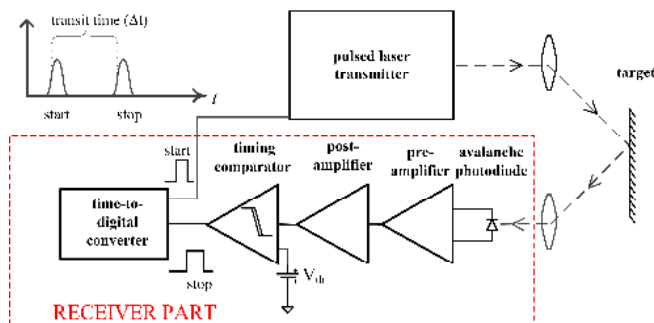 transit time (Δt)
start
stop
t
pulsed laser
transmitter
target
start
timing
comparator
post-
amplifier
pre-
amplifier
avalanche
photodiode
time-to-
digital
converter
stop
Vth
RECEIVER PART